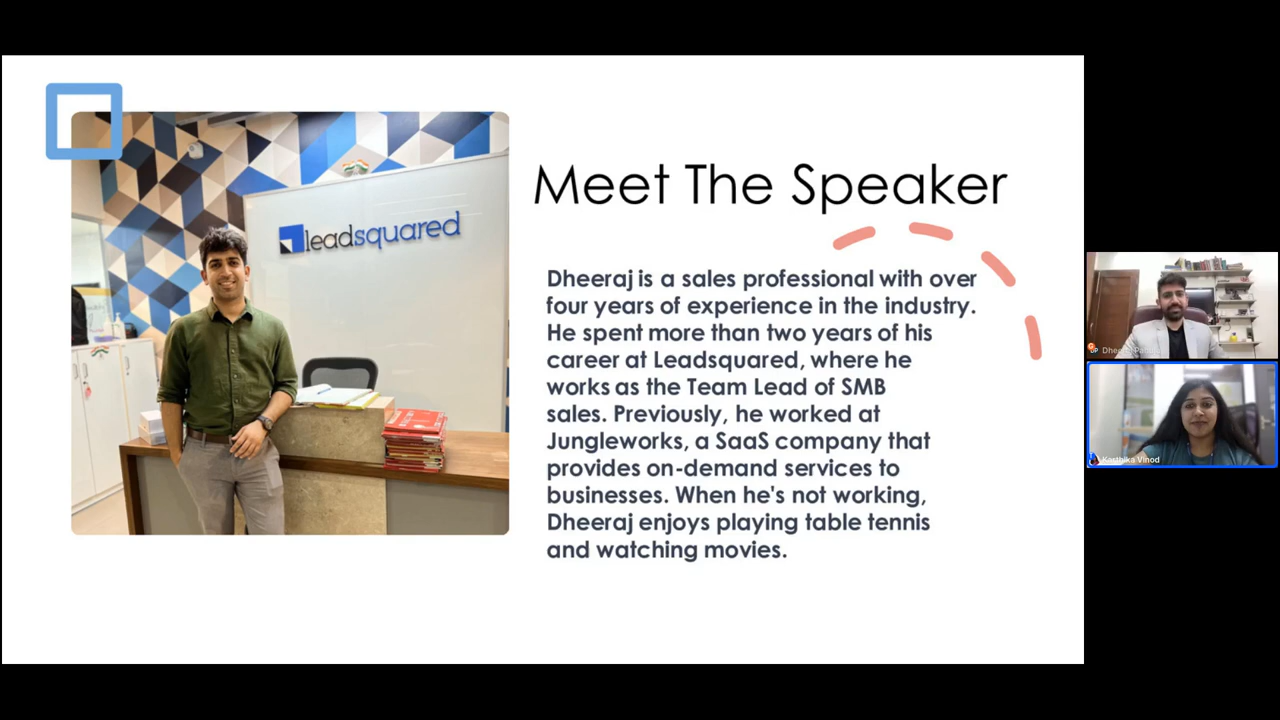 leadsquared
Meet The Speaker
Dheeraj is a sales professional with over
four years of experience in the industry.
He spent more than two years of his
career at Leadsquared, where he
works as the Team Lead of SMB
sales. Previously, he worked at
Jungleworks, a SaaS company that
provides on-demand services to
businesses. When he's not working,
Dheeraj enjoys playing table tennis
and watching movies.
Karthika Vinod